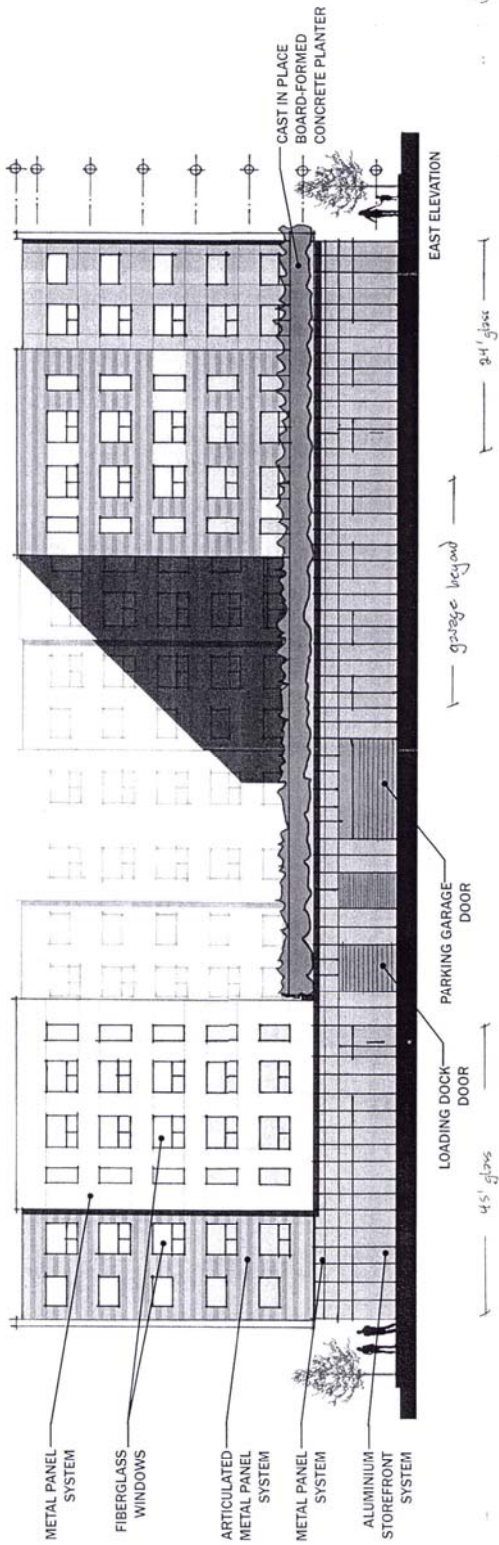 METAL PANEL
SYSTEM
FIBERGLASS
WINDOWS
ARTICULATED
METAL PANEL
SYSTEM
METAL PANEL
SYSTEM
ALUMINIUM
STOREFRONT
SYSTEM
CAST IN PLACE
BOARD-FORMED
CONCRETE PLANTER
LOADING DOCK
DOOR
PARKING GARAGE
DOOR
EAST ELEVATION
45' glass
garage beyond
24' glass